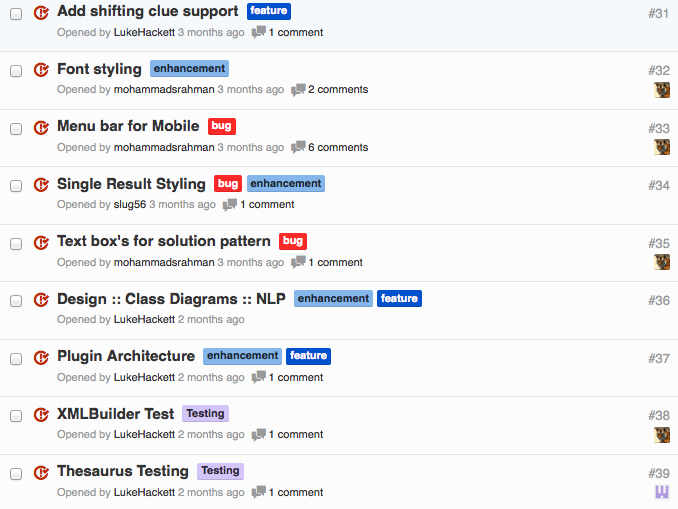 Add shifting clue support feature #31
Opened by LukeHackett 3 months ago 1 comment
Font styling enhancement #32
Opened by mohammadsrahman 3 months ago 2 comments
Menu bar for Mobile bug #33
Opened by mohammadsrahman 3 months ago 6 comments
Single Result Styling bug enhancement #34
Opened by slug56 3 months ago 1 comment
Text box's for solution pattern bug #35
Opened by mohammadsrahman 3 months ago 1 comment
Design :: Class Diagrams :: NLP enhancement feature #36
Opened by LukeHackett 2 months ago
Plugin Architecture enhancement feature #37
Opened by LukeHackett 2 months ago 1 comment
XMLBuilder Test Testing #38
Opened by LukeHackett 2 months ago 1 comment
Thesaurus Testing Testing #39
Opened by LukeHackett 2 months ago 1 comment